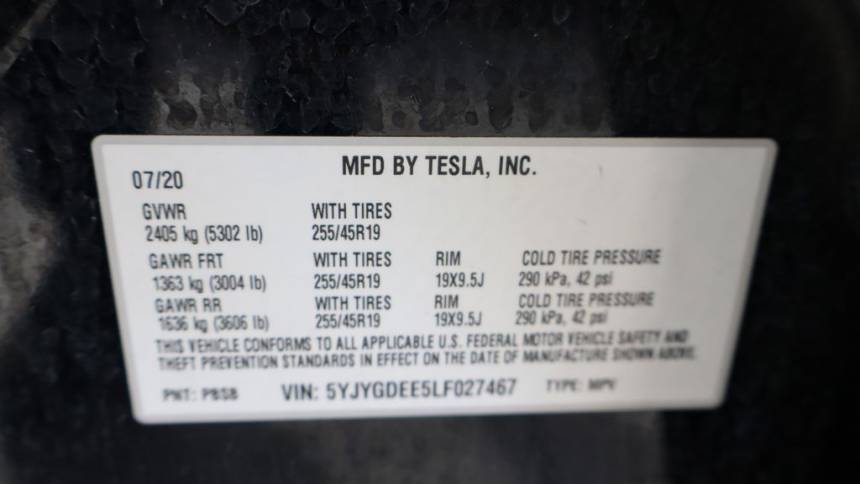 MFD BY TESLA, INC.
07/20
GVWR WITH TIRES
2405 kg (5302 lb) 255/45R19
GAWR FRT WITH TIRES RIM COLD TIRE PRESSURE
1363 kg (3004 lb) 255/45R19 19X9.5J 290 kPa, 42 psi
GAWR RR WITH TIRES RIM COLD TIRE PRESSURE
1636 kg (3606 lb) 255/45R19 19X9.5J 290 kPa, 42 psi
THIS VEHICLE CONFORMS TO ALL APPLICABLE U.S. FEDERAL MOTOR VEHICLE SAFETY AND
THEFT PREVENTION STANDARDS IN EFFECT ON THE DATE OF MANUFACTURE SHOWN ABOVE.
PNT: PBSB VIN: 5YJYGDEE5LF027467 TYPE: MPV